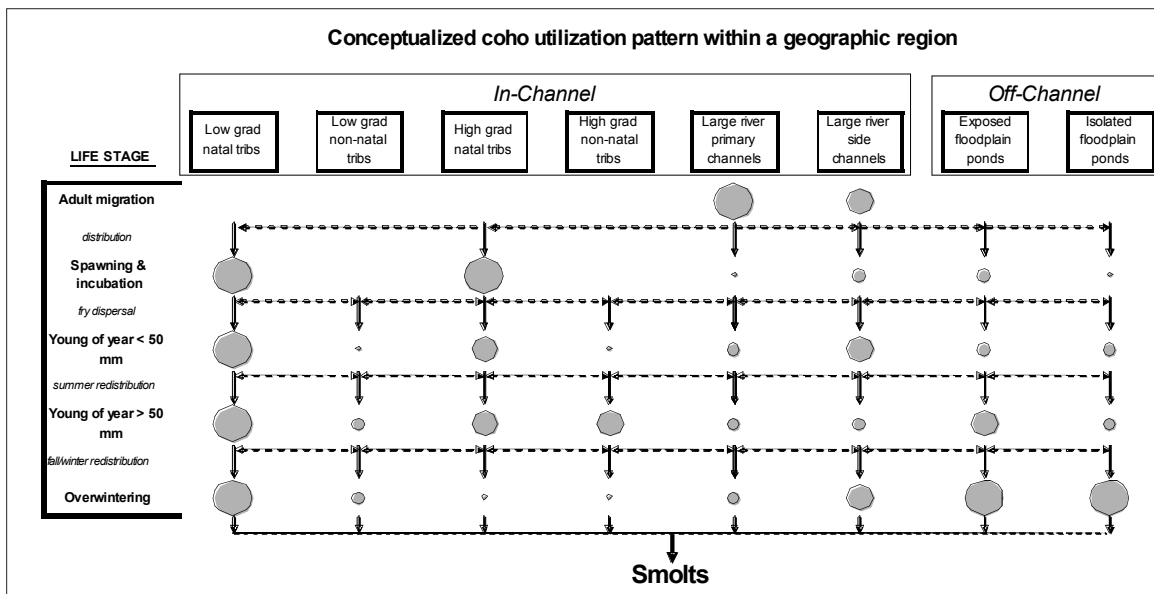 Conceptualized coho utilization pattern within a geographic region
In-Channel
Off-Channel
LIFE STAGE
Low grad
natal tribs
Low grad
non-natal
tribs
High grad
natal tribs
High grad
non-natal
tribs
Large river
primary
channels
Large river
side
channels
Exposed
floodplain
ponds
Isolated
floodplain
ponds
Adult migration
distribution
Spawning &
incubation
fry dispersal
Young of year < 50
mm
summer redistribution
Young of year > 50
mm
fall/winter redistribution
Overwintering
Smolts